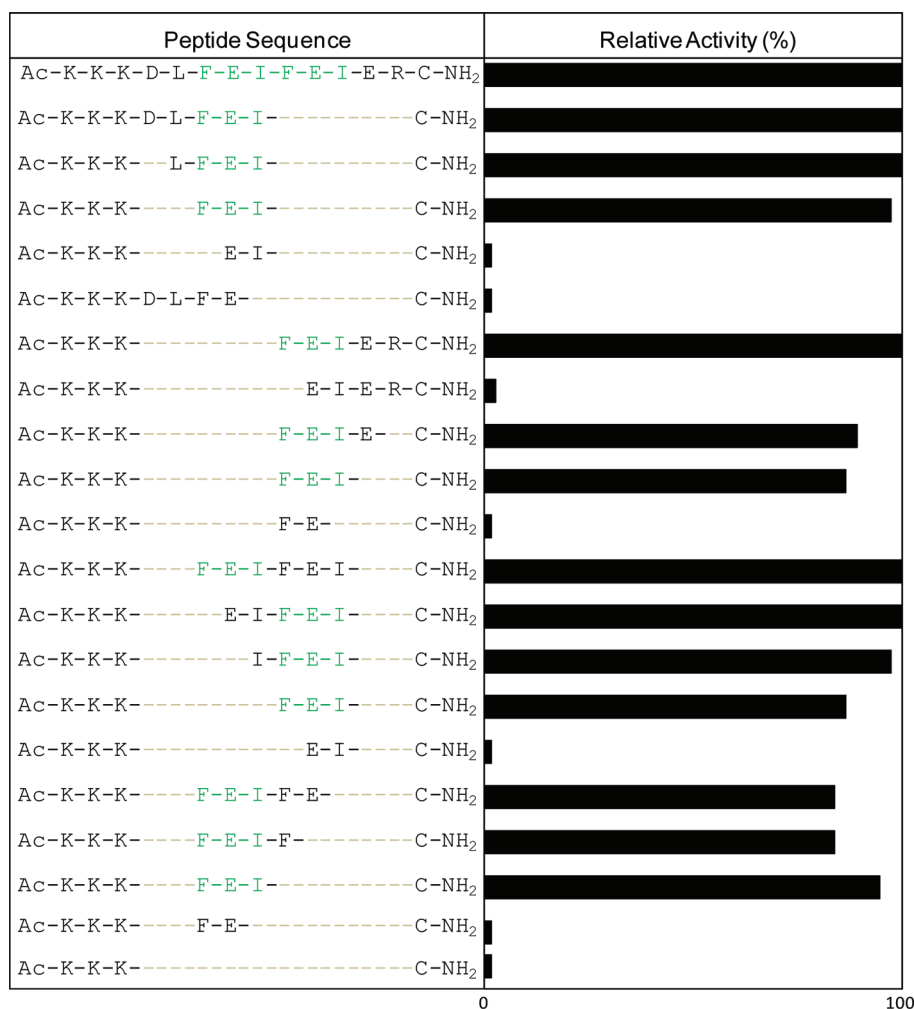 Peptide Sequence Relative Activity (%)
Ac-K-K-K-D-L-F-E-I-F-E-I-E-R-C-NH₂
Ac-K-K-K-D-L-F-E-I------------C-NH₂
Ac-K-K-K----L-F-E-I------------C-NH₂
Ac-K-K-K------F-E-I------------C-NH₂
Ac-K-K-K--------E-I------------C-NH₂
Ac-K-K-K-D-L-F-E--------------C-NH₂
Ac-K-K-K------------F-E-I-E-R-C-NH₂
Ac-K-K-K--------------E-I-E-R-C-NH₂
Ac-K-K-K------------F-E-I-E---C-NH₂
Ac-K-K-K------------F-E-I-----C-NH₂
Ac-K-K-K------------F-E-------C-NH₂
Ac-K-K-K------F-E-I-F-E-I-----C-NH₂
Ac-K-K-K--------E-I-F-E-I-----C-NH₂
Ac-K-K-K----------I-F-E-I-----C-NH₂
Ac-K-K-K------------F-E-I-----C-NH₂
Ac-K-K-K--------------E-I-----C-NH₂
Ac-K-K-K------F-E-I-F-E-------C-NH₂
Ac-K-K-K------F-E-I-F---------C-NH₂
Ac-K-K-K------F-E-I-----------C-NH₂
Ac-K-K-K------F-E-------------C-NH₂
Ac-K-K-K----------------------C-NH₂
0 100